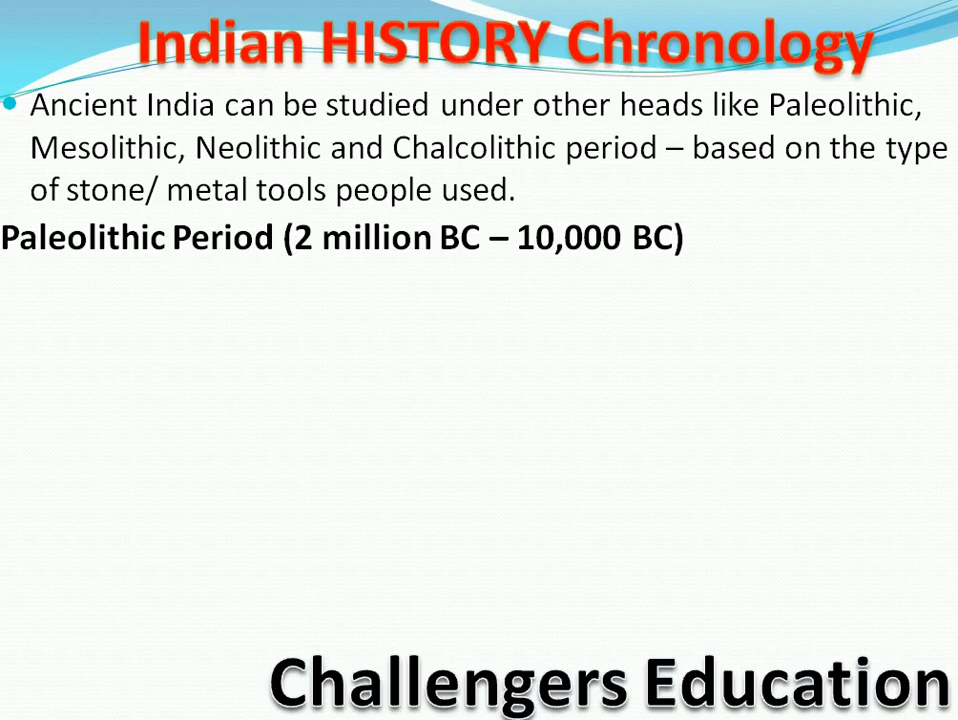 Indian HISTORY Chronology
• Ancient India can be studied under other heads like Paleolithic,
Mesolithic, Neolithic and Chalcolithic period – based on the type
of stone/ metal tools people used.
Paleolithic Period (2 million BC – 10,000 BC)
Challengers Education